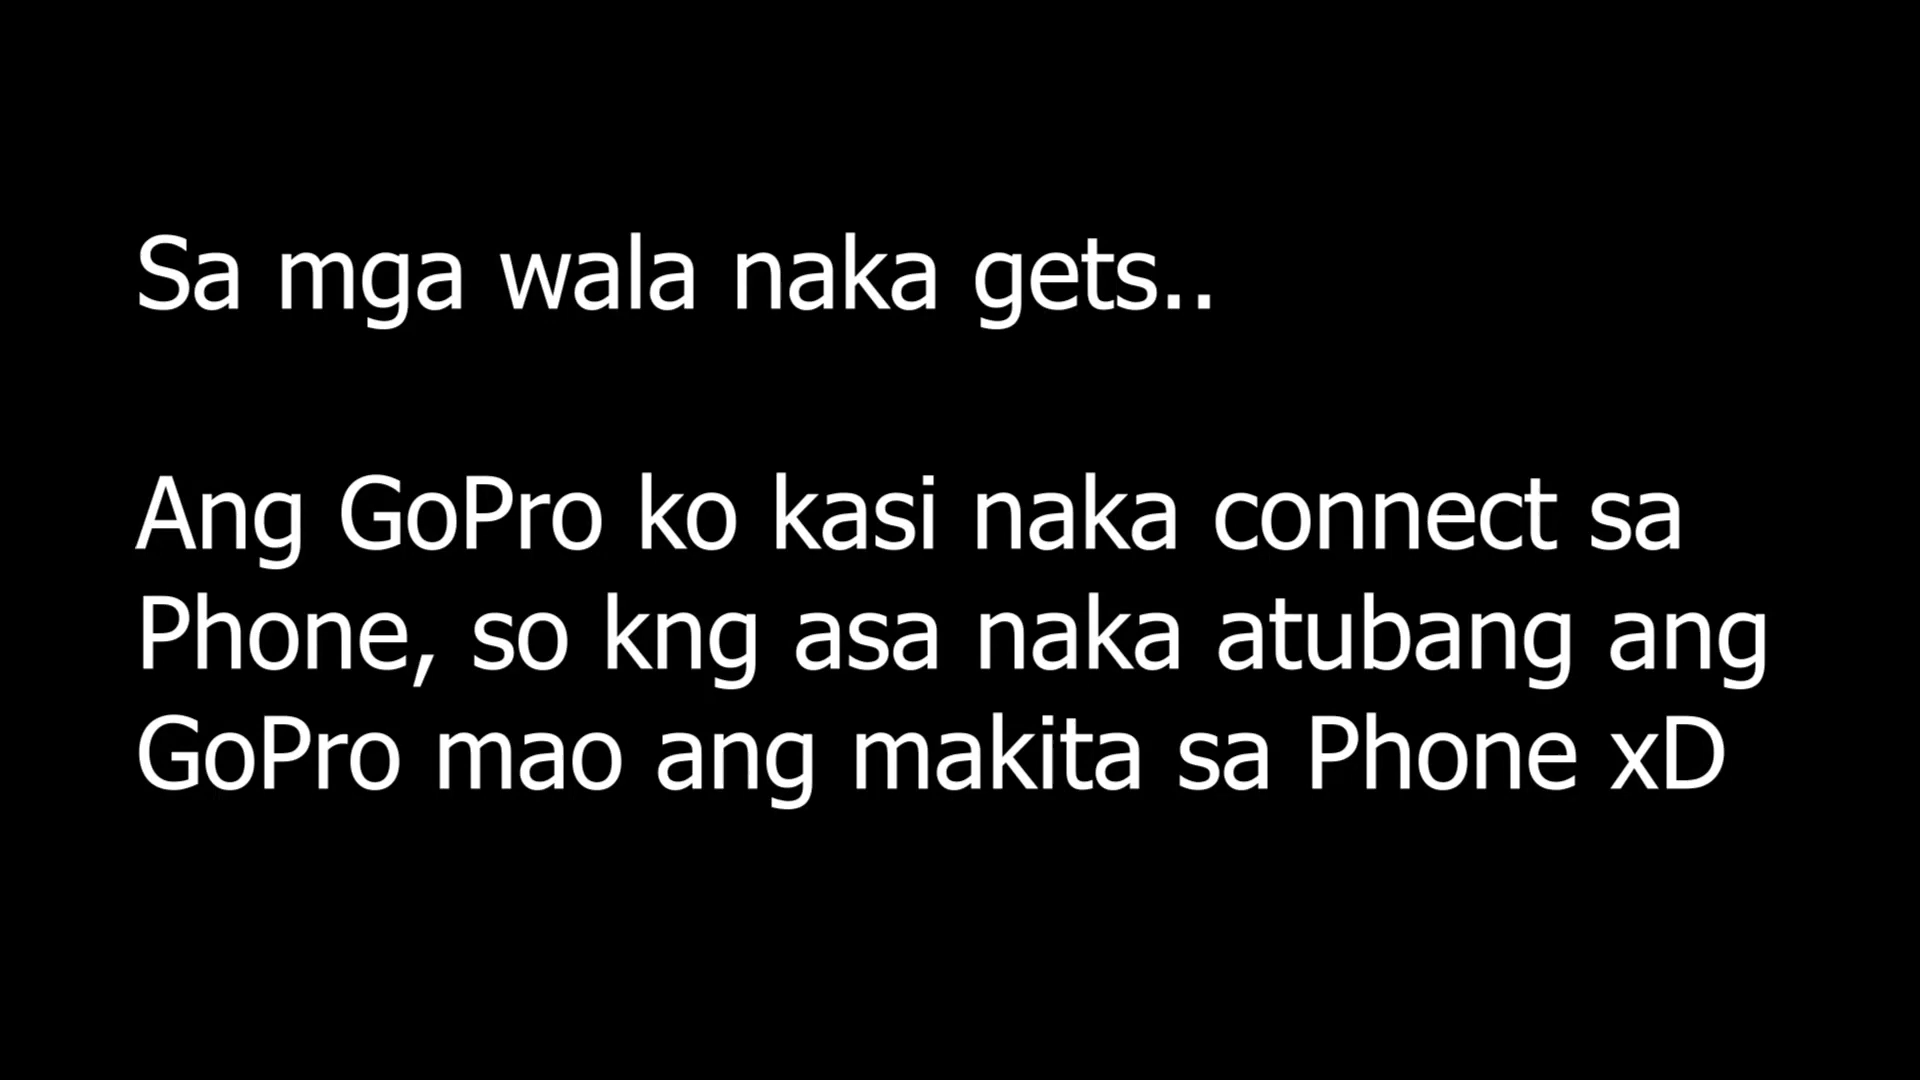 Sa mga wala naka gets..
Ang GoPro ko kasi naka connect sa
Phone, so kng asa naka atubang ang
GoPro mao ang makita sa Phone xD